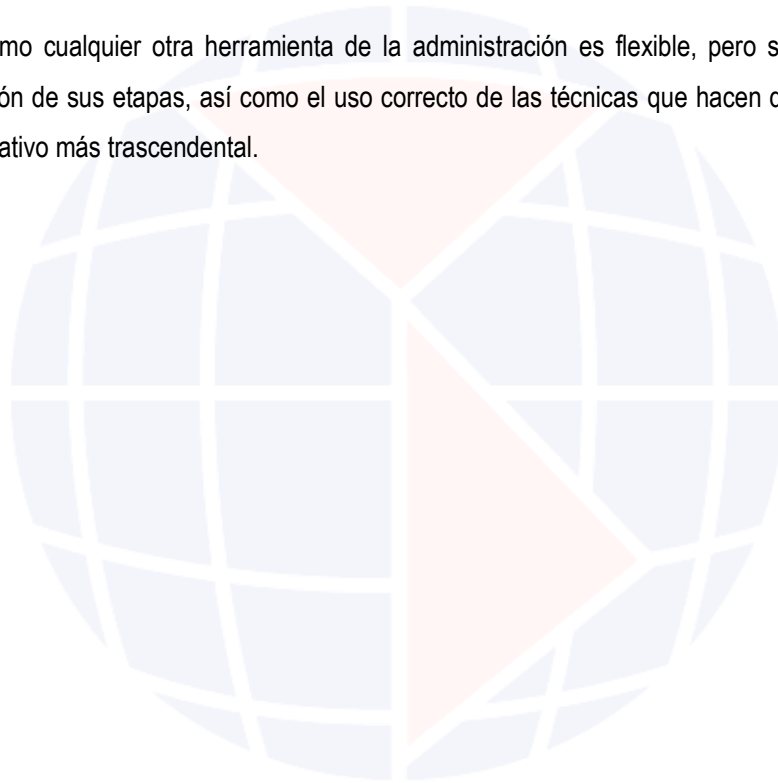 mo cualquier otra herramienta de la administración es flexible, pero s
ón de sus etapas, así como el uso correcto de las técnicas que hacen
ativo más trascendental.